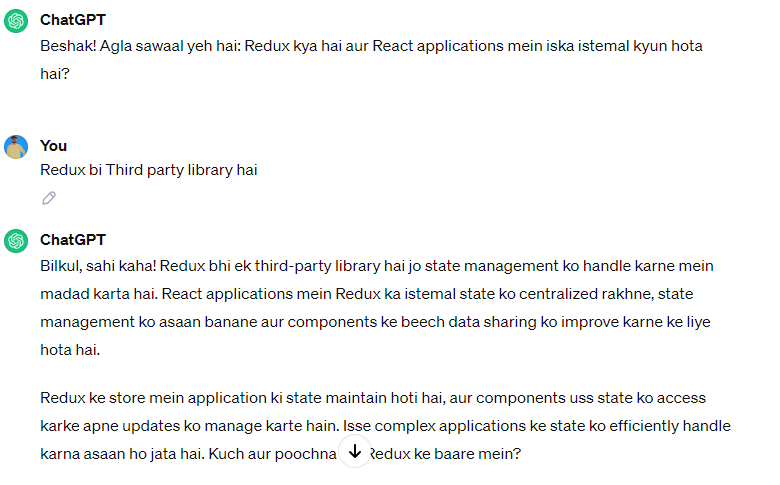 ChatGPT
Beshak! Agla sawaal yeh hai: Redux kya hai aur React applications mein iska istemal kyun hota
hai?
You
Redux bi Third party library hai
ChatGPT
Bilkul, sahi kaha! Redux bhi ek third-party library hai jo state management ko handle karne mein
madad karta hai. React applications mein Redux ka istemal state ko centralized rakhne, state
management ko asaan banane aur components ke beech data sharing ko improve karne ke liye
hota hai.
Redux ke store mein application ki state maintain hoti hai, aur components uss state ko access
karke apne updates ko manage karte hain. Isse complex applications ke state ko efficiently handle
karna asaan ho jata hai. Kuch aur poochna Redux ke baare mein?